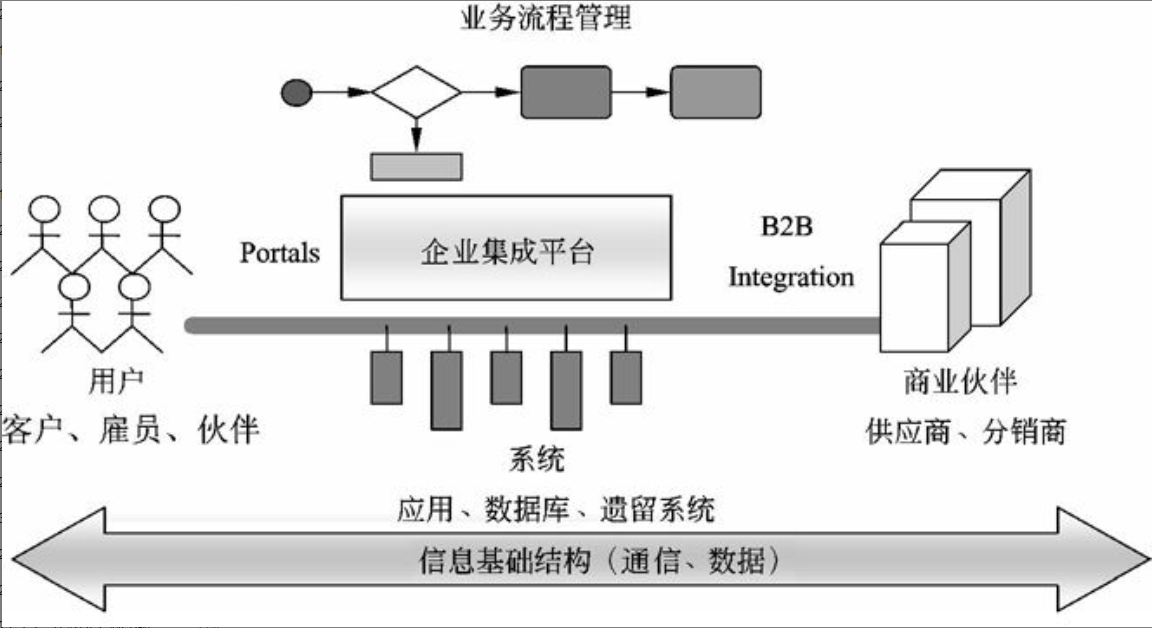 业务流程管理
Portals
企业集成平台
B2B
Integration
用户
客户、雇员、伙伴
商业伙伴
供应商、分销商
系统
应用、数据库、遗留系统
信息基础结构（通信、数据）